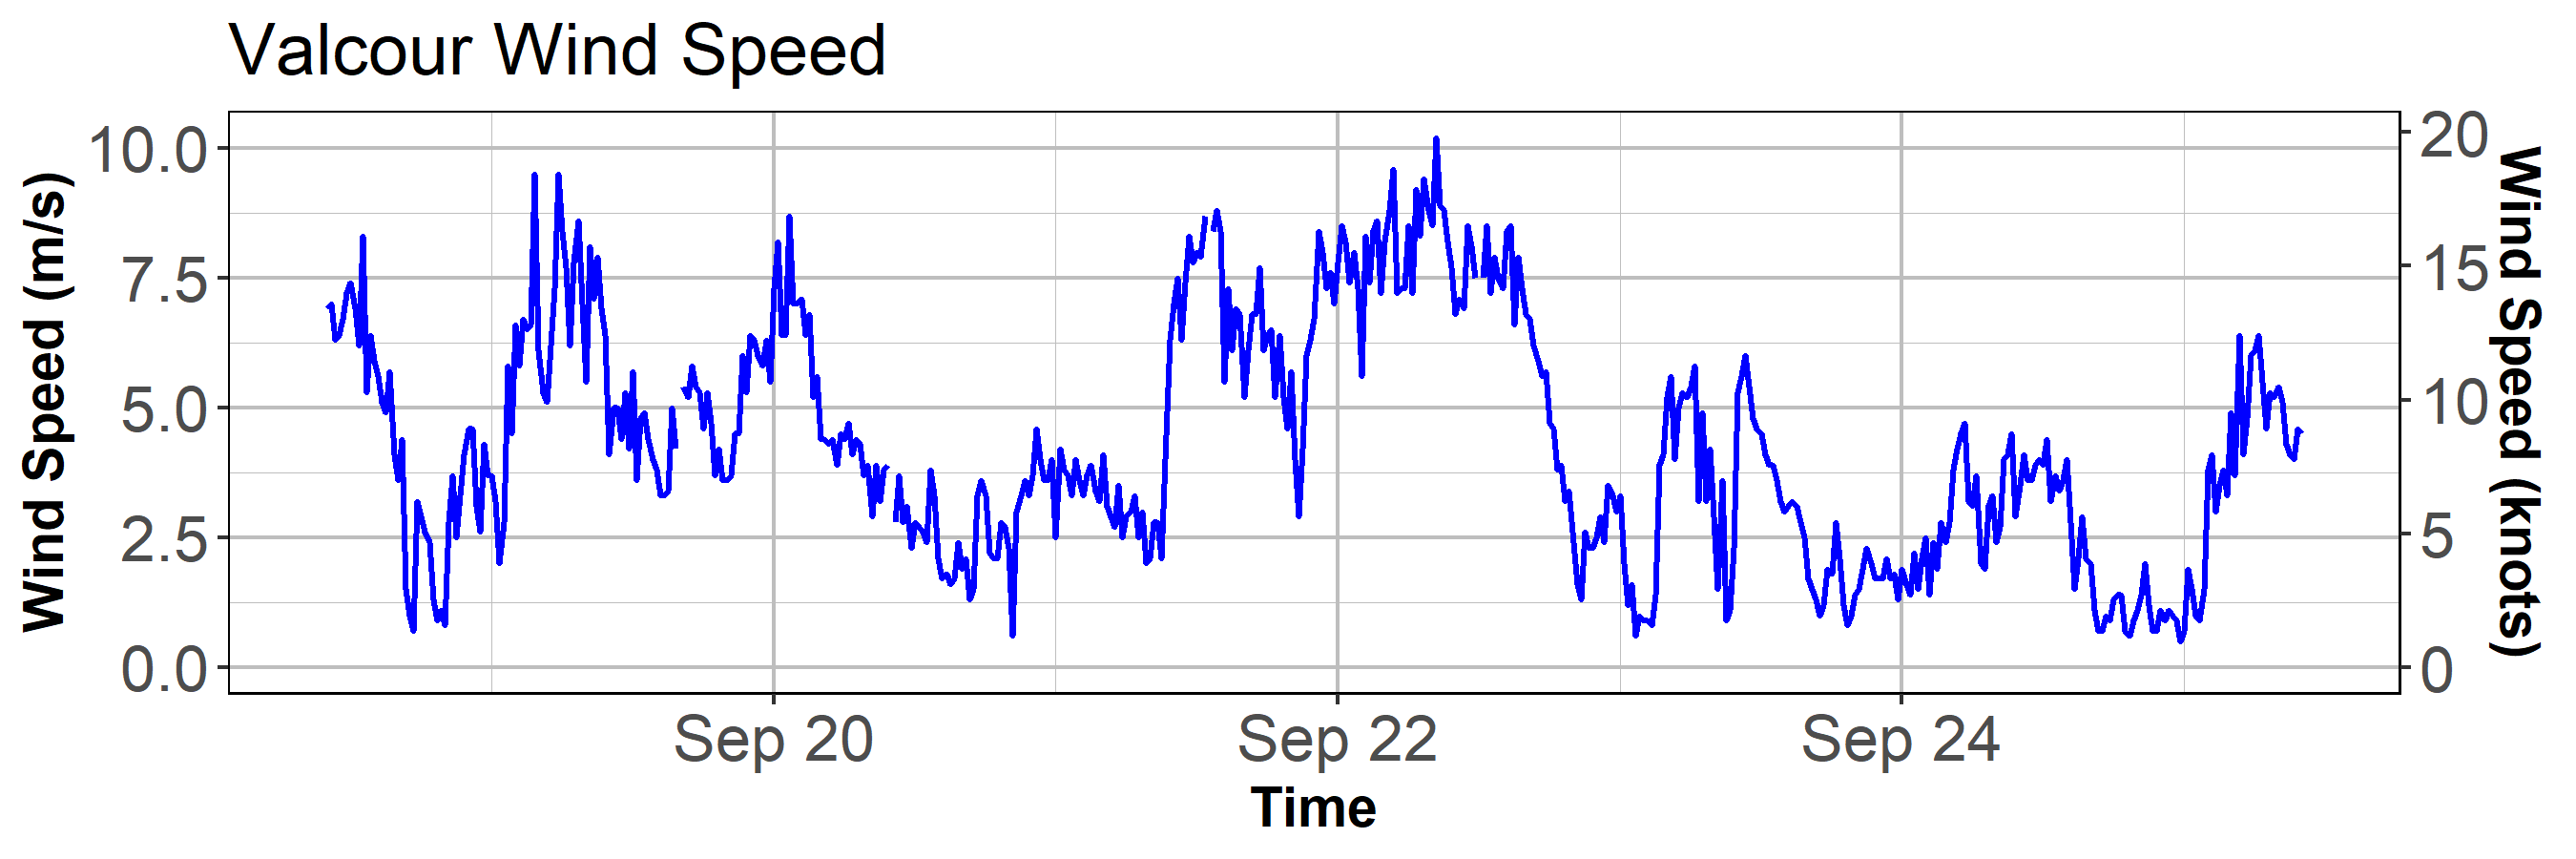 Valcour Wind Speed
Wind Speed (m/s)
10.0
7.5
5.0
2.5
0.0
20
15
10
5
0
Wind Speed (knots)
Sep 20
Sep 22
Sep 24
Time